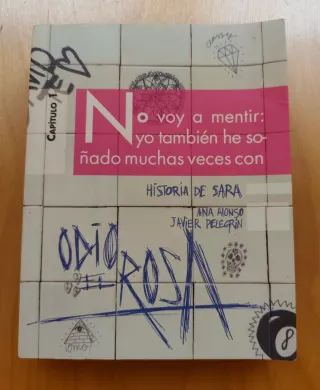 Capítulo 1
No voy a mentir:
yo también he so-
ñado muchas veces con
HISTORIA DE SARA
ANA ALONSO
JAVIER PELEGRÍN
ODIO
EL
ROSA
8
OMO